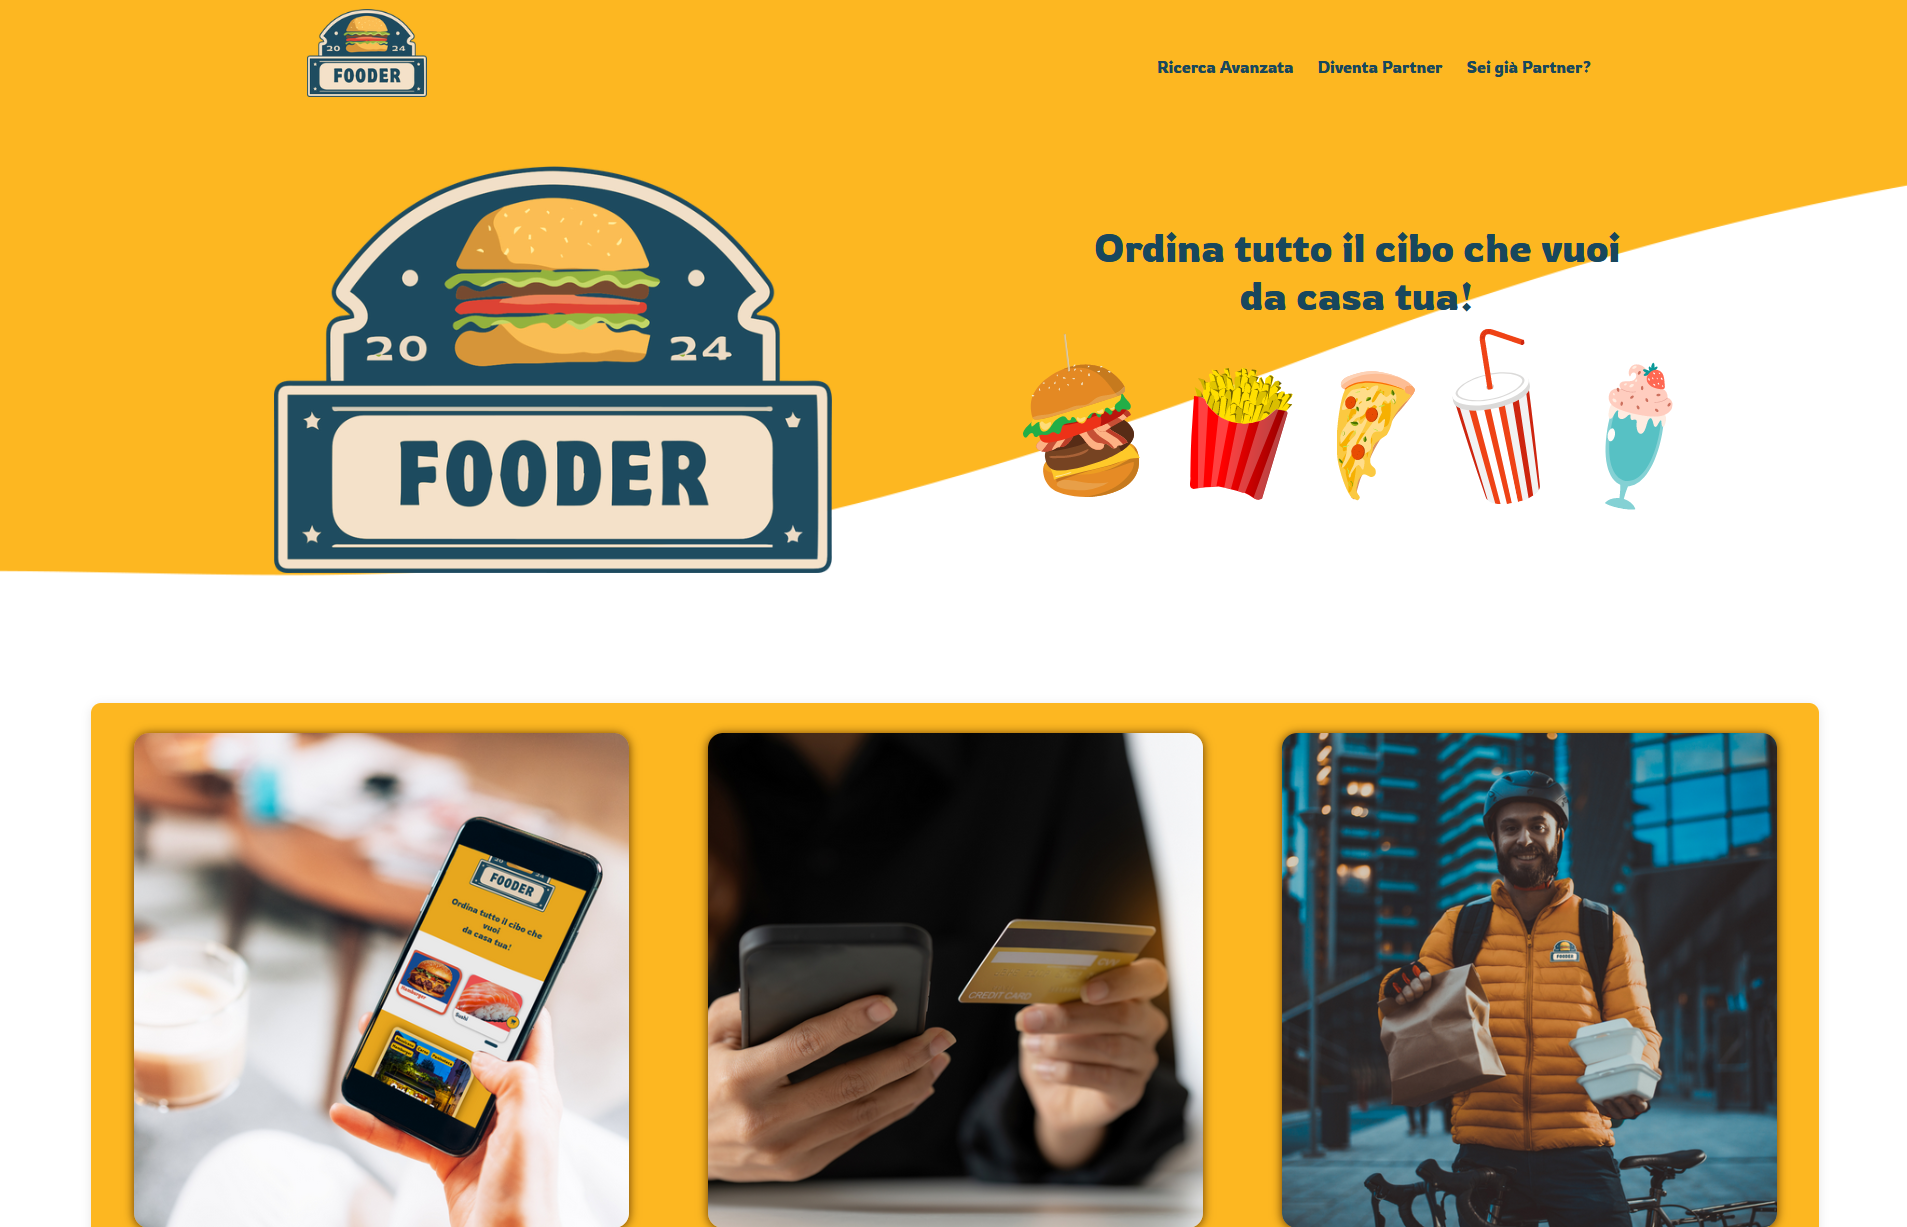 20 24
FOODER
Ricerca Avanzata Diventa Partner Sei già Partner?
20 24
FOODER
Ordina tutto il cibo che vuoi
da casa tua!
FOODER
Ordina tutto il cibo che
vuoi
da casa tua!
Hamburger
Sushi
CREDIT CARD
CVV
FOODER